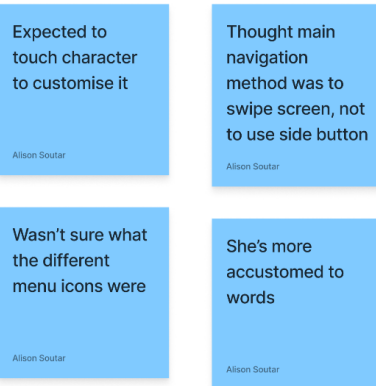 Expected to
touch character
to customise it
Alison Soutar
Thought main
navigation
method was to
swipe screen, not
to use side button
Alison Soutar
Wasn't sure what
the different
menu icons were
Alison Soutar
She's more
accustomed to
words
Alison Soutar